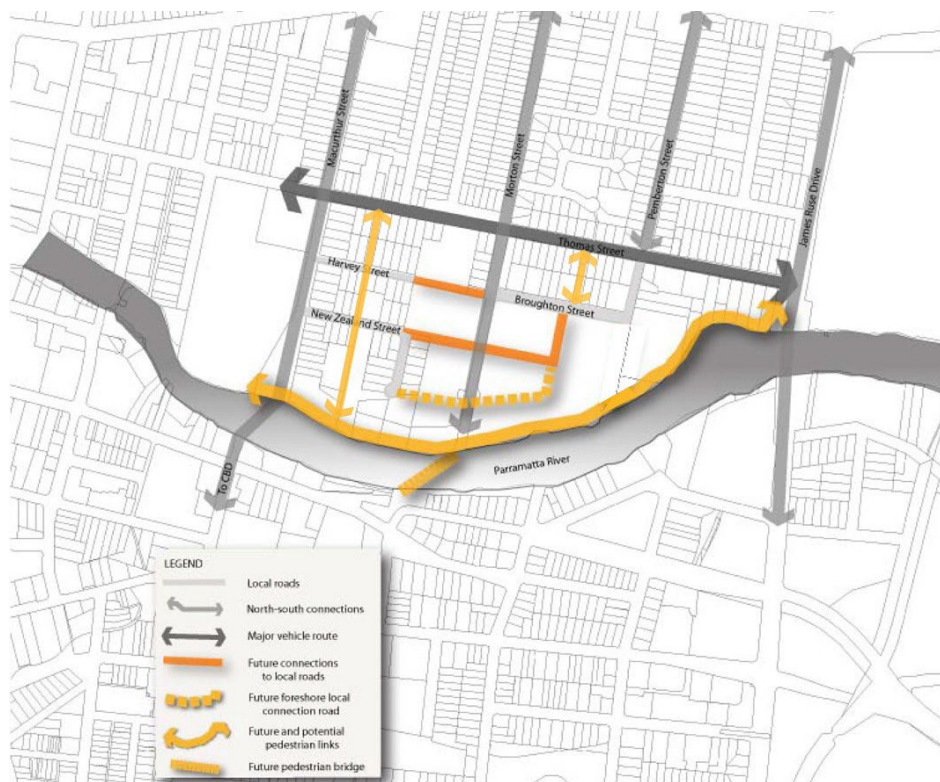 Macurthur Street
Morton Street
Pemberton Street
James Ruse Drive
Thomas Street
Harvey Street
Broughton Street
New Zealand Street
Parramatta River
To CBD
LEGEND
Local roads
North-south connections
Major vehicle route
Future connections
to local roads
Future foreshore local
connection road
Future and potential
pedestrian links
Future pedestrian bridge